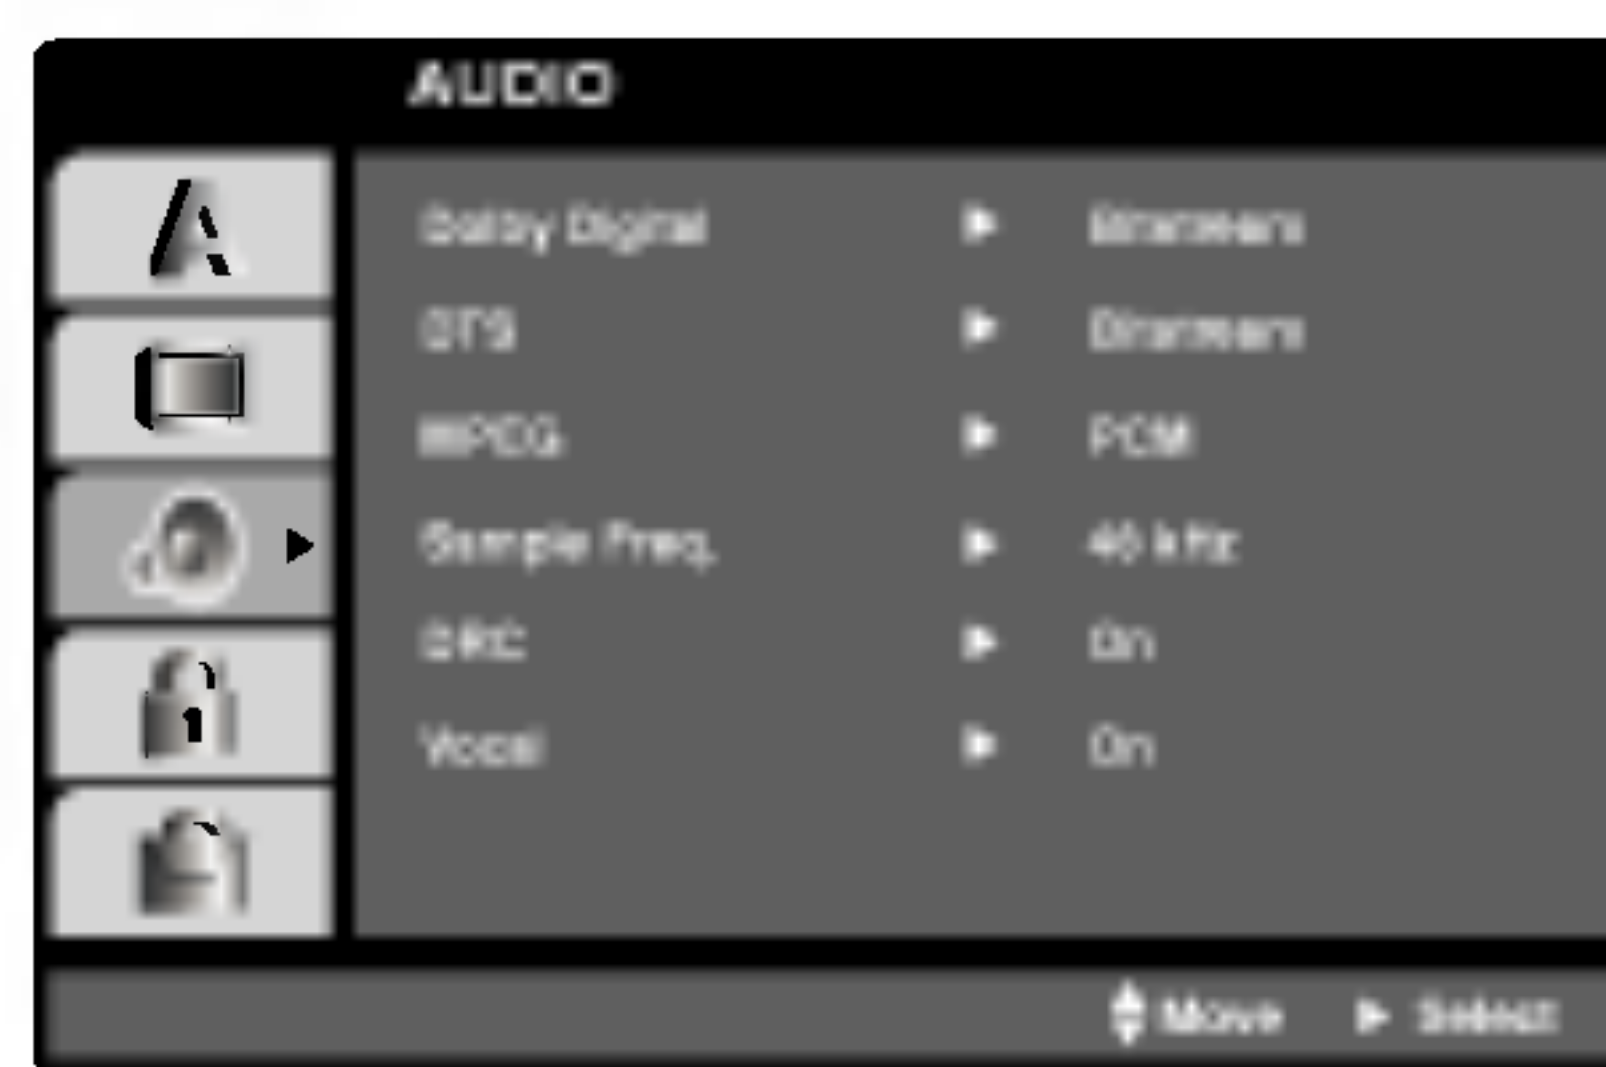 AUDIO
Dolby Digital Bitstream
DTS Bitstream
MPEG PCM
Sample Freq. 48 kHz
DRC On
Vocal On
Move Select